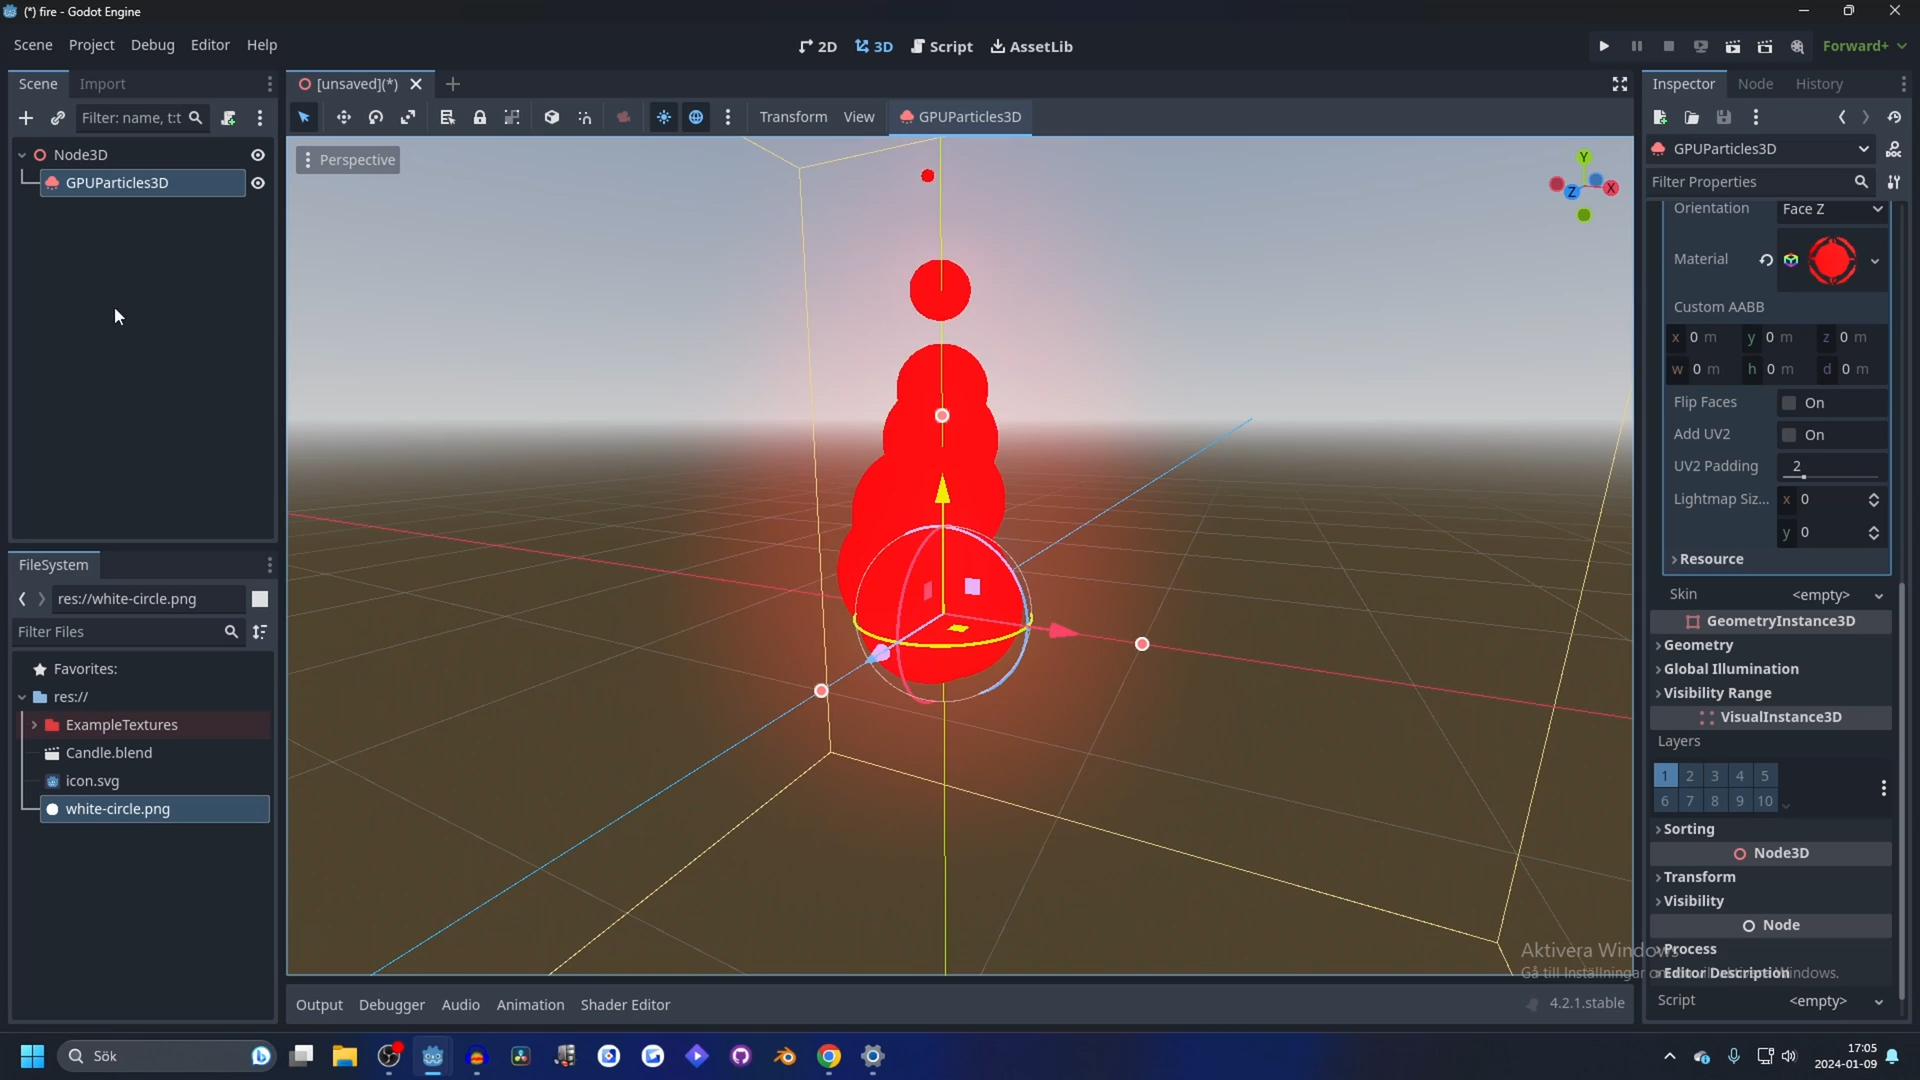 (*) fire - Godot Engine
Scene Project Debug Editor Help
2D 3D Script AssetLib
Forward+
Scene Import
[unsaved](*)
Inspector Node History
Filter: name, t:t
Transform View GPUParticles3D
Node3D
GPUParticles3D
Perspective
Y
X
Z
GPUParticles3D
Filter Properties
Orientation Face Z
Material
Custom AABB
x 0 m y 0 m z 0 m
w 0 m h 0 m d 0 m
Flip Faces On
Add UV2 On
UV2 Padding 2
Lightmap Siz... x 0
y 0
Resource
Skin <empty>
GeometryInstance3D
Geometry
Global Illumination
Visibility Range
VisualInstance3D
Layers
1 2 3 4 5
6 7 8 9 10
Sorting
Node3D
Transform
Visibility
Node
Process
Editor Description
Script <empty>
FileSystem
res://white-circle.png
Filter Files
Favorites:
res://
ExampleTextures
Candle.blend
icon.svg
white-circle.png
Aktivera Windows
Gå till Inställningar
Windows.
Output Debugger Audio Animation Shader Editor
4.2.1.stable
Sök
17:05
2024-01-09